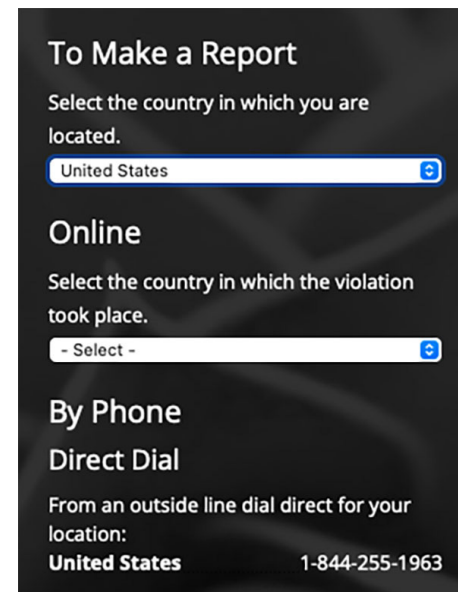 To Make a Report
Select the country in which you are
located.
United States
Online
Select the country in which the violation
took place.
- Select -
By Phone
Direct Dial
From an outside line dial direct for your
location:
United States 1-844-255-1963